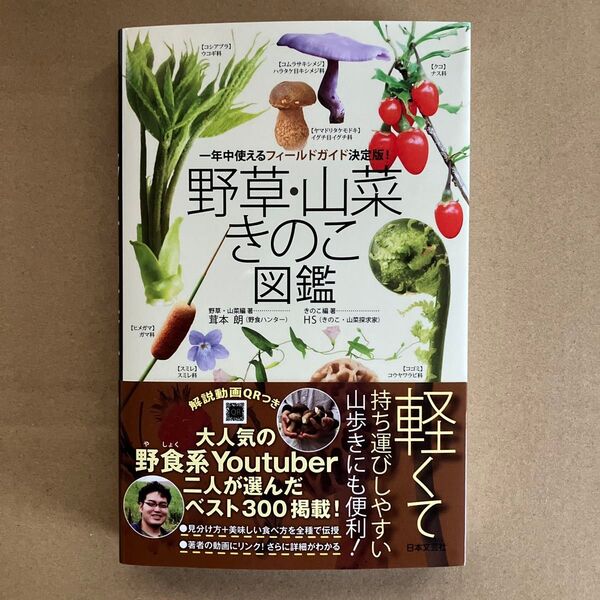 【コシアブラ】
ウコギ科
【コムラサキシメジ】
ハラタケ目キシメジ科
【クコ】
ナス科
【ヤマドリタケモドキ】
イグチ目イグチ科
一年中使えるフィールドガイド決定版!
野草・山菜
きのこ
図鑑
野草・山菜編 著
茸本 朗(野食ハンター)
きのこ編 著
HS(きのこ・山菜探求家)
【ヒメガマ】
ガマ科
【スミレ】
スミレ科
【コゴミ】
コウヤワラビ科
解説動画QRつき
大人気の
や しょく
野食系Youtuber
二人が選んだ
ベスト300掲載!
●見分け方+美味しい食べ方を全種で伝授
●著者の動画にリンク!さらに詳細がわかる
軽くて
持ち運びしやすい
山歩きにも便利!
日本文芸社